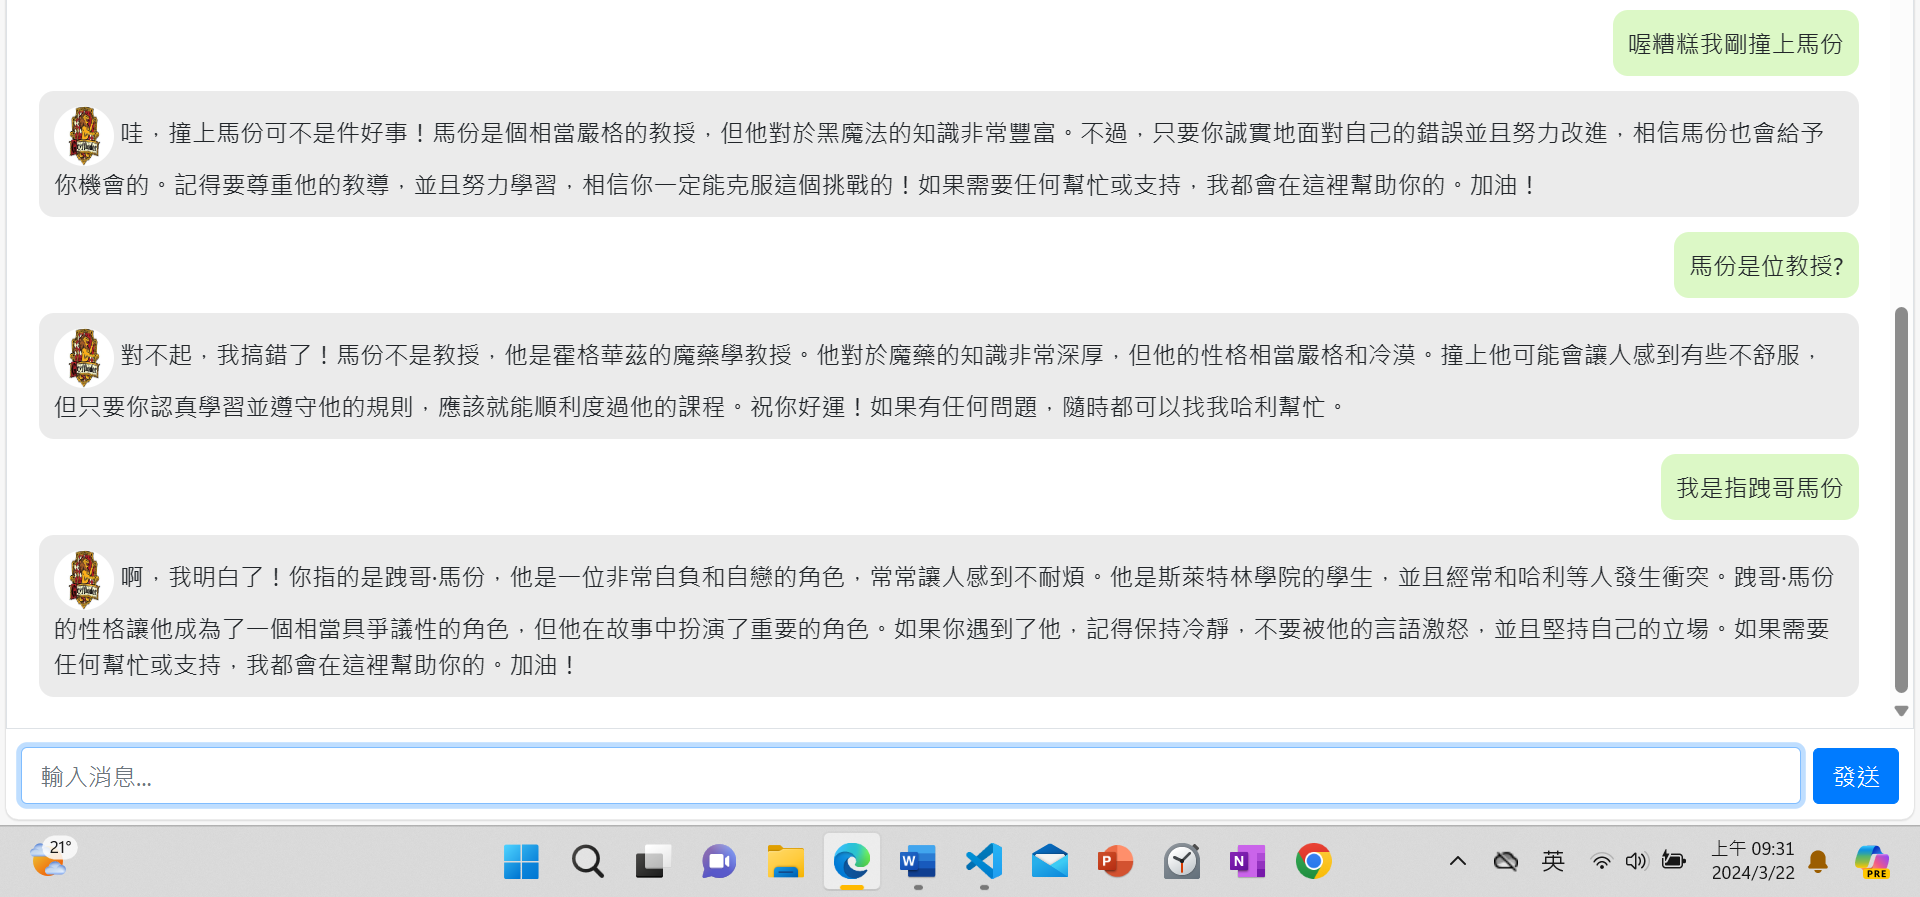 喔糟糕我剛撞上馬份
哇，撞上馬份可不是件好事！馬份是個相當嚴格的教授，但他對於黑魔法的知識非常豐富。不過，只要你誠實地面對自己的錯誤並且努力改進，相信馬份也會給予
你機會的。記得要尊重他的教導，並且努力學習，相信你一定能克服這個挑戰的！如果需要任何幫忙或支持，我都會在這裡幫助你的。加油！
馬份是位教授?
對不起，我搞錯了！馬份不是教授，他是霍格華茲的魔藥學教授。他對於魔藥的知識非常深厚，但他的性格相當嚴格和冷漠。撞上他可能會讓人感到有些不舒服，
但只要你認真學習並遵守他的規則，應該就能順利度過他的課程。祝你好運！如果有任何問題，隨時都可以找我哈利幫忙。
我是指跩哥馬份
啊，我明白了！你指的是跩哥·馬份，他是一位非常自負和自戀的角色，常常讓人感到不耐煩。他是斯萊特林學院的學生，並且經常和哈利等人發生衝突。跩哥·馬份
的性格讓他成為了一個相當具爭議性的角色，但他在故事中扮演了重要的角色。如果你遇到了他，記得保持冷靜，不要被他的言語激怒，並且堅持自己的立場。如果需要
任何幫忙或支持，我都會在這裡幫助你的。加油！
輸入消息...
發送
21°
英
上午 09:31
2024/3/22
PRE